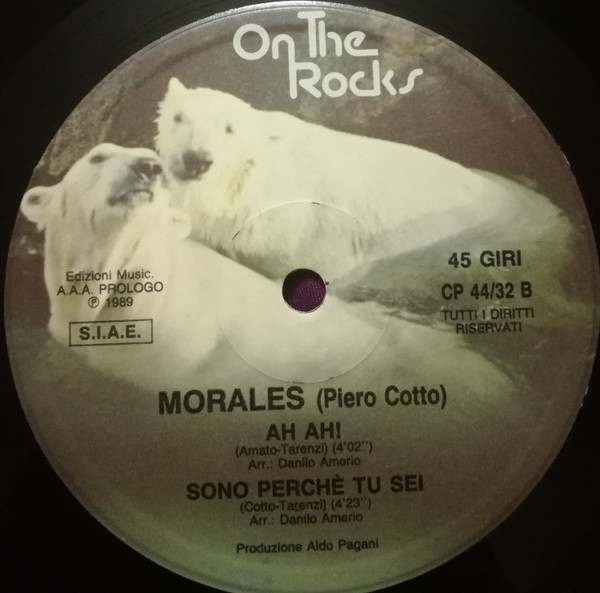 On The
Rocks
Edizioni Music.
A.A.A. PROLOGO
℗ 1989
S.I.A.E.
45 GIRI
CP 44/32 B
TUTTI I DIRITTI
RISERVATI
MORALES (Piero Cotto)
AH AH!
(Amato-Tarenzi) (4'02'')
Arr.: Danilo Amerio
SONO PERCHÈ TU SEI
(Cotto-Tarenzi) (4'23'')
Arr.: Danilo Amerio
Produzione Aldo Pagani